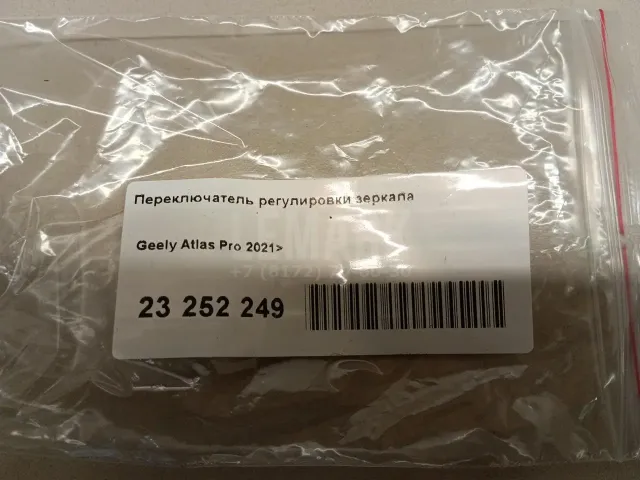 Переключатель регулировки зеркала
Geely Atlas Pro 2021>
23 252 249